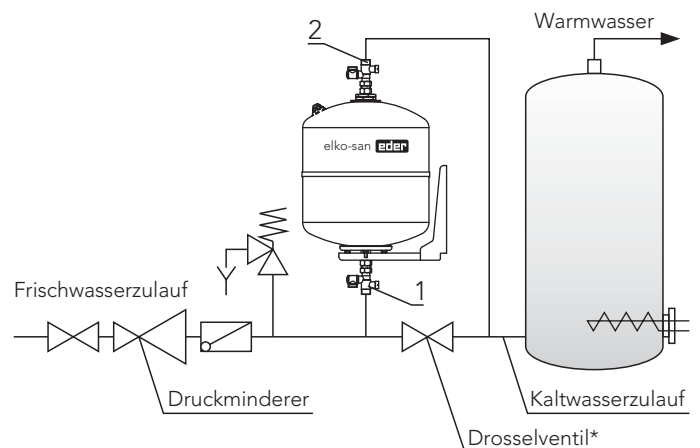 Warmwasser
2
elko-san eder
1
Frischwasserzulauf
Druckminderer
Kaltwasserzulauf
Drosselventil*